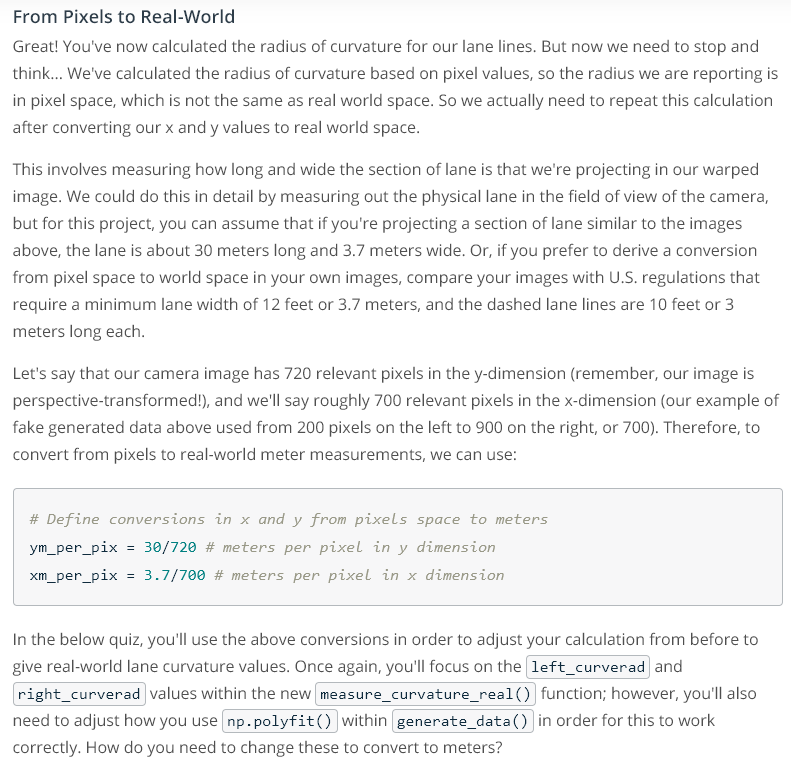 From Pixels to Real-World
Great! You've now calculated the radius of curvature for our lane lines. But now we need to stop and
think... We've calculated the radius of curvature based on pixel values, so the radius we are reporting is
in pixel space, which is not the same as real world space. So we actually need to repeat this calculation
after converting our x and y values to real world space.
This involves measuring how long and wide the section of lane is that we're projecting in our warped
image. We could do this in detail by measuring out the physical lane in the field of view of the camera,
but for this project, you can assume that if you're projecting a section of lane similar to the images
above, the lane is about 30 meters long and 3.7 meters wide. Or, if you prefer to derive a conversion
from pixel space to world space in your own images, compare your images with U.S. regulations that
require a minimum lane width of 12 feet or 3.7 meters, and the dashed lane lines are 10 feet or 3
meters long each.
Let's say that our camera image has 720 relevant pixels in the y-dimension (remember, our image is
perspective-transformed!), and we'll say roughly 700 relevant pixels in the x-dimension (our example of
fake generated data above used from 200 pixels on the left to 900 on the right, or 700). Therefore, to
convert from pixels to real-world meter measurements, we can use:
# Define conversions in x and y from pixels space to meters
ym_per_pix = 30/720 # meters per pixel in y dimension
xm_per_pix = 3.7/700 # meters per pixel in x dimension
In the below quiz, you'll use the above conversions in order to adjust your calculation from before to
give real-world lane curvature values. Once again, you'll focus on the left_curverad and
right_curverad values within the new measure_curvature_real() function; however, you'll also
need to adjust how you use np.polyfit() within generate_data() in order for this to work
correctly. How do you need to change these to convert to meters?